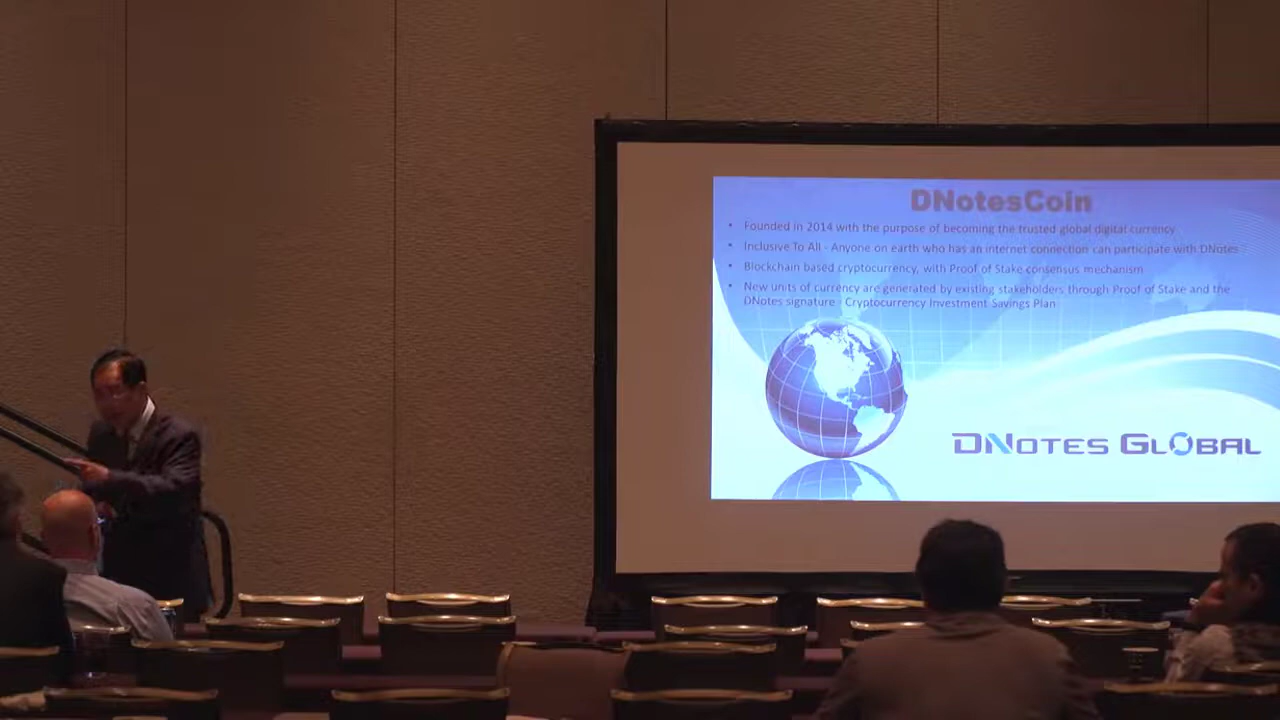 DNotesCoin
• Founded in 2014 with the purpose of becoming the trusted global digital currency
• Inclusive To All - Anyone on earth who has an internet connection can participate with DNotes
• Blockchain based cryptocurrency, with Proof of Stake consensus mechanism
• New units of currency are generated by existing stakeholders through Proof of Stake and the
DNotes signature - Cryptocurrency Investment Savings Plan
DNOTES GLOBAL